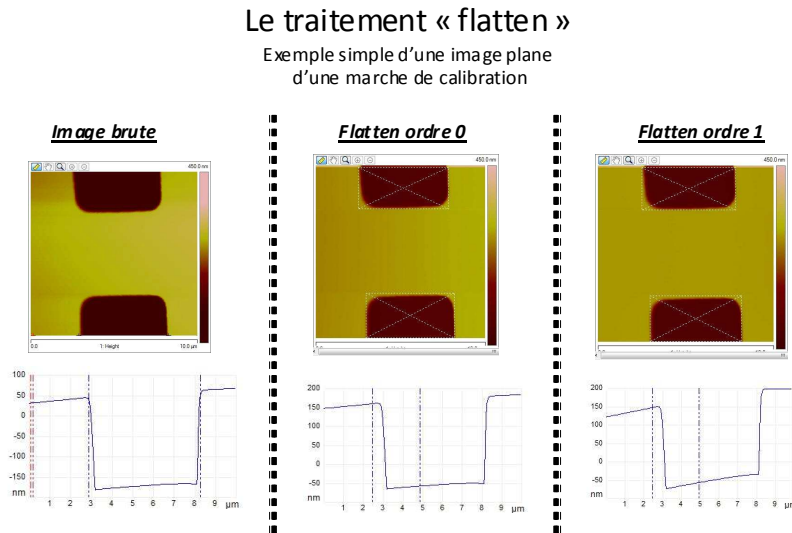 Le traitement « flatten »
Exemple simple d'une image plane
d'une marche de calibration
Image brute
Flatten ordre 0
Flatten ordre 1
450.0 nm
450.0 nm
450.0 nm
0.0 1: Height 10.0 µm
100
50
0
-50
-100
-150
nm
1 2 3 4 5 6 7 8 9 µm
200
150
100
50
0
-50
nm
1 2 3 4 5 6 7 8 9 µm
200
150
100
50
0
-50
nm
1 2 3 4 5 6 7 8 9 µm